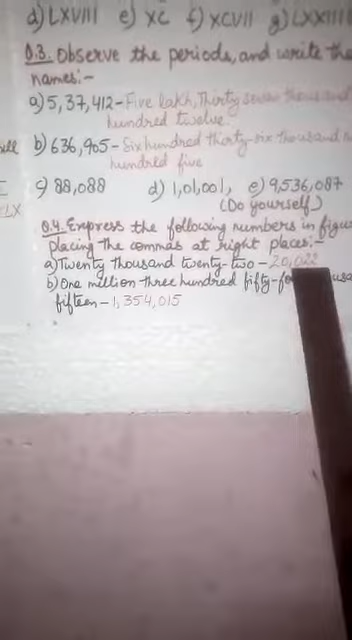 d) LXVIII e) XC f) XCVII g) LXXIIII
Q.3. Observe the periods, and write the
names:-
a) 5,37,412 - Five lakh, Thirty seven thousand
hundred twelve
b) 636,905 - Six hundred thirty-six thousand
hundred five
c) 88,088 d) 1,01,001, e) 9,536,087
(Do yourself)
LX
Q.4. Express the following numbers in
placing the commas at right places:-
a) Twenty thousand twenty-two - 20,022
b) One million three hundred fifty-
fifteen - 1,354,015